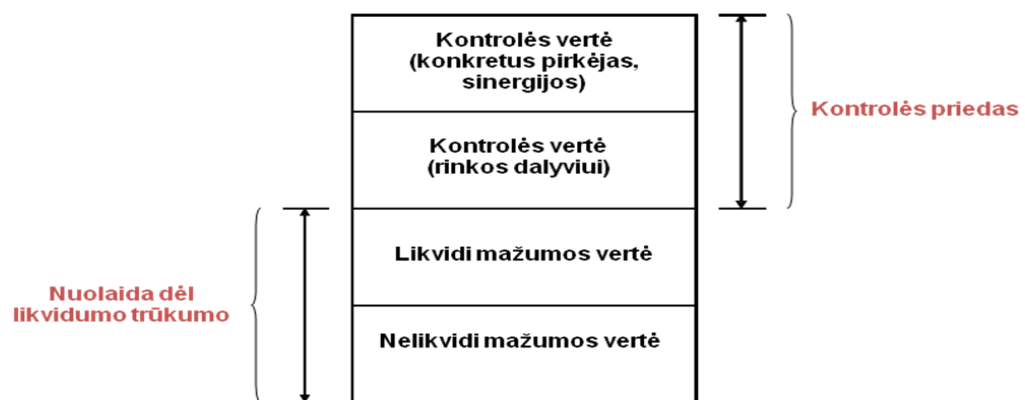 Kontrolės vertė
(konkretus pirkėjas,
sinergijos)
Kontrolės priedas
Kontrolės vertė
(rinkos dalyviui)
Likvidi mažumos vertė
Nuolaida dėl
likvidumo trūkumo
Nelikvidi mažumos vertė